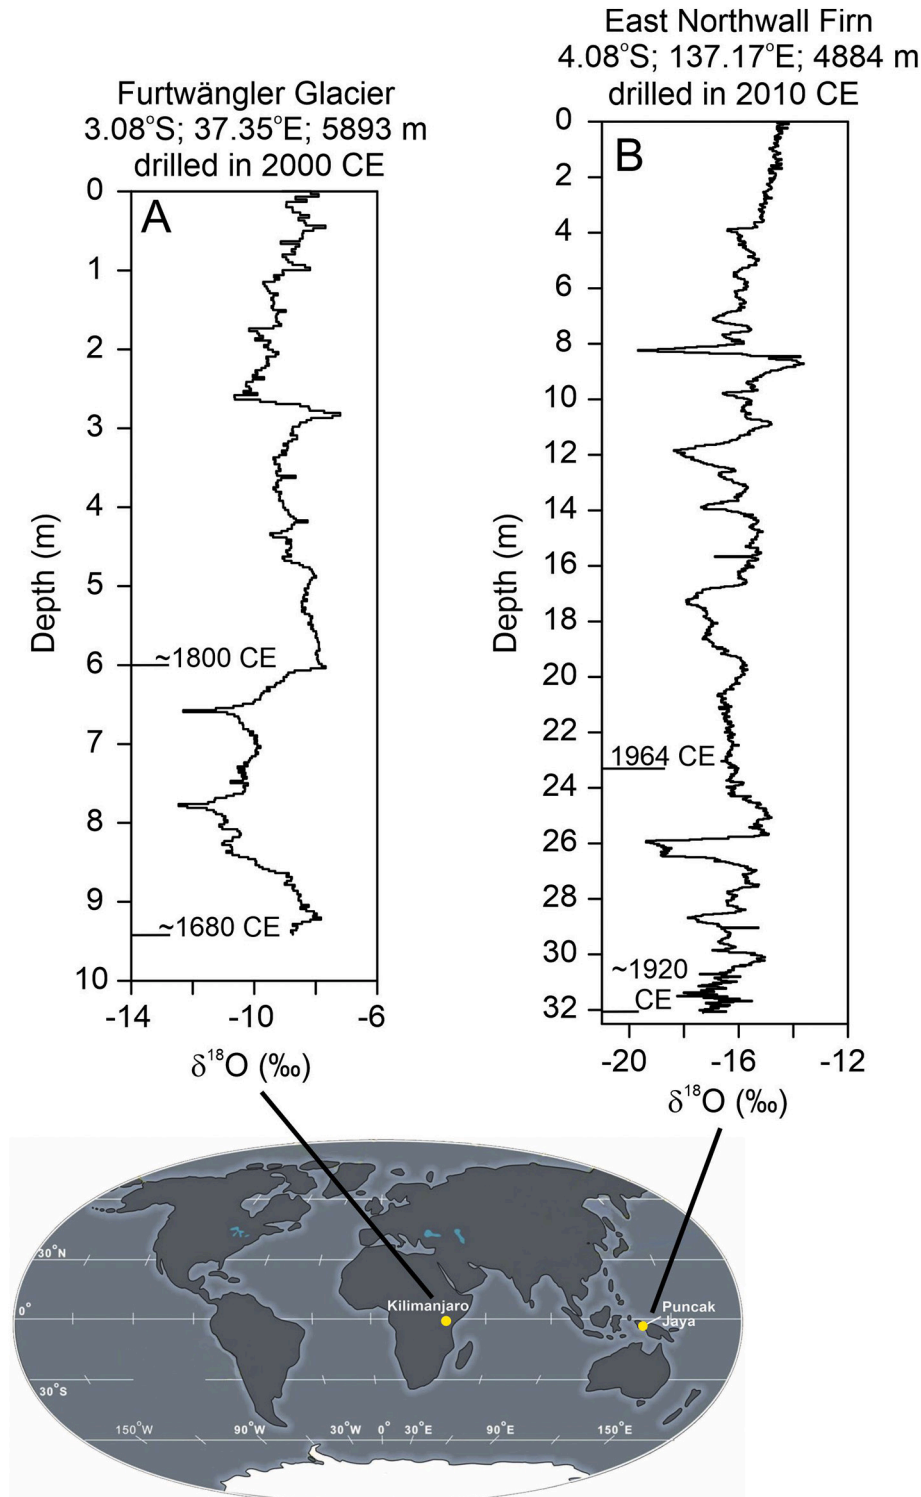 East Northwall Firn
4.08°S; 137.17°E; 4884 m
drilled in 2010 CE
Furtwängler Glacier
3.08°S; 37.35°E; 5893 m
drilled in 2000 CE
A
0
1
2
3
4
5
6
7
8
9
10
Depth (m)
~1800 CE
~1680 CE
-14
-10
-6
δ¹⁸O (‰)
B
0
2
4
6
8
10
12
14
16
18
20
22
24
26
28
30
32
Depth (m)
1964 CE
~1920
CE
-20
-16
-12
δ¹⁸O (‰)
30°N
0°
30°S
Kilimanjaro
Puncak
Jaya
150°W
90°W
30°W
0°
30°E
90°E
150°E